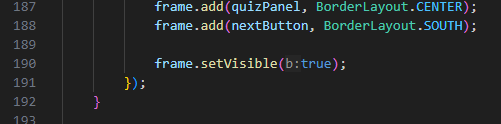 187 frame.add(quizPanel, BorderLayout.CENTER);
188 frame.add(nextButton, BorderLayout.SOUTH);
189
190 frame.setVisible(b:true);
191 });
192 }
193